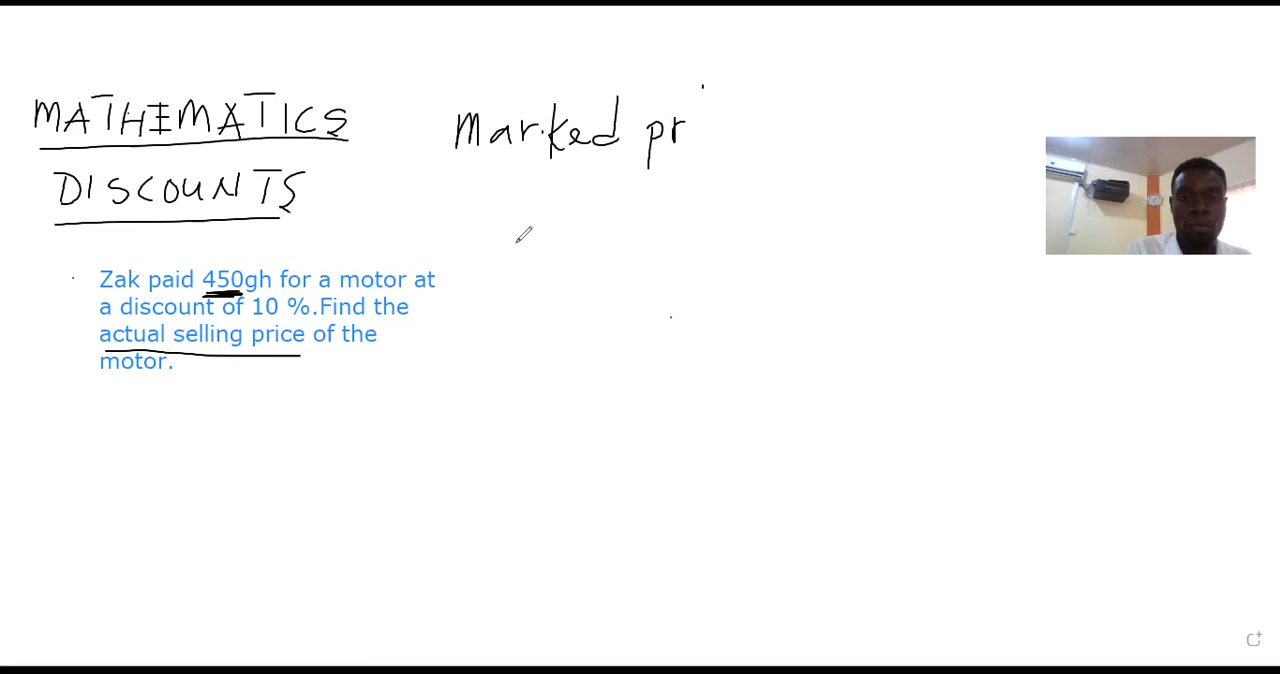 MATHEMATICS
DISCOUNTS
Marked pr
Zak paid 450gh for a motor at
a discount of 10 %.Find the
actual selling price of the
motor.